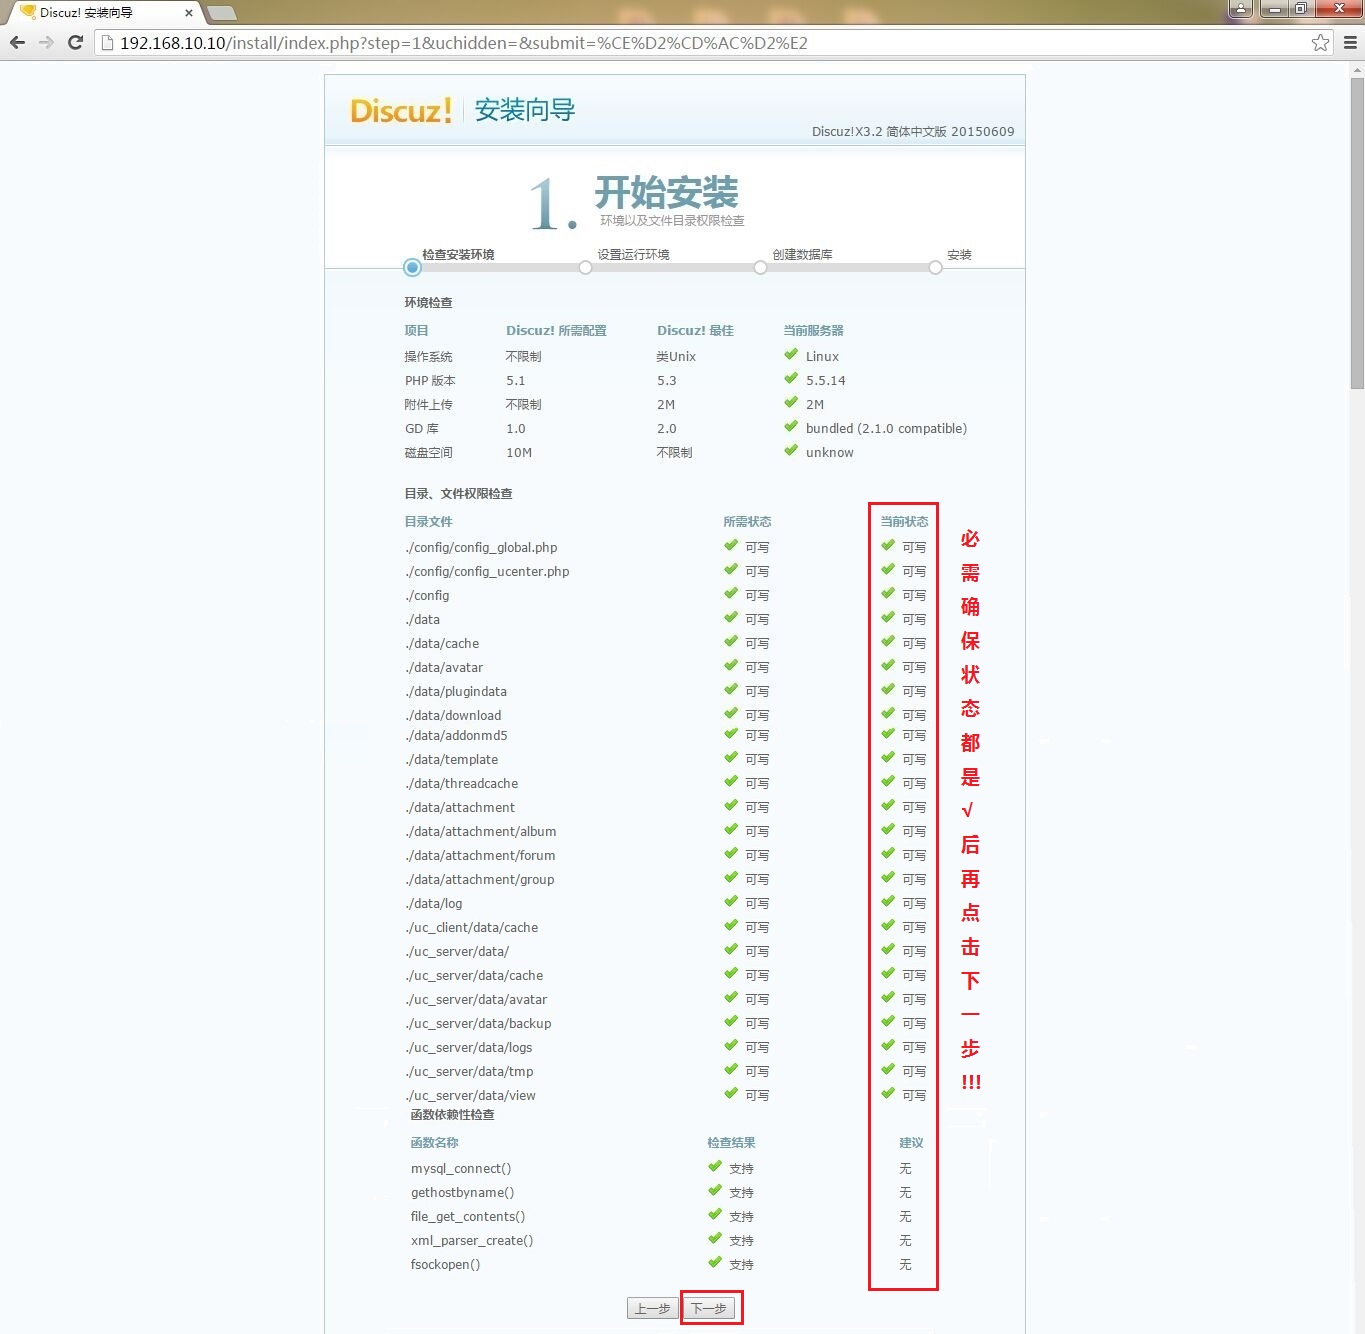 Discuz! 安装向导
192.168.10.10/install/index.php?step=1&uchidden=&submit=%CE%D2%CD%AC%D2%E2
Discuz! 安装向导
Discuz!X3.2 简体中文版 20150609
1. 开始安装
环境以及文件目录权限检查
检查安装环境 设置运行环境 创建数据库 安装
环境检查
项目 Discuz! 所需配置 Discuz! 最佳 当前服务器
操作系统 不限制 类Unix Linux
PHP 版本 5.1 5.3 5.5.14
附件上传 不限制 2M 2M
GD 库 1.0 2.0 bundled (2.1.0 compatible)
磁盘空间 10M 不限制 unknow
目录、文件权限检查
目录文件 所需状态 当前状态
./config/config_global.php 可写 可写
./config/config_ucenter.php 可写 可写
./config 可写 可写
./data 可写 可写
./data/cache 可写 可写
./data/avatar 可写 可写
./data/plugindata 可写 可写
./data/download 可写 可写
./data/addonmd5 可写 可写
./data/template 可写 可写
./data/threadcache 可写 可写
./data/attachment 可写 可写
./data/attachment/album 可写 可写
./data/attachment/forum 可写 可写
./data/attachment/group 可写 可写
./data/log 可写 可写
./uc_client/data/cache 可写 可写
./uc_server/data/ 可写 可写
./uc_server/data/cache 可写 可写
./uc_server/data/avatar 可写 可写
./uc_server/data/backup 可写 可写
./uc_server/data/logs 可写 可写
./uc_server/data/tmp 可写 可写
./uc_server/data/view 可写 可写
必需确保状态都是√后再点击下一步!!!
函数依赖性检查
函数名称 检查结果 建议
mysql_connect() 支持 无
gethostbyname() 支持 无
file_get_contents() 支持 无
xml_parser_create() 支持 无
fsockopen() 支持 无
上一步 下一步